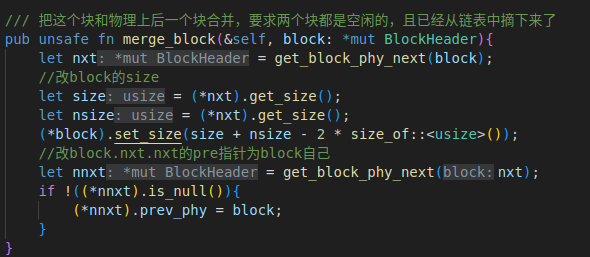 /// 把这个块和物理上后一个块合并，要求两个块都是空闲的，且已经从链表中摘下来了
pub unsafe fn merge_block(&self, block: *mut BlockHeader){
let nxt: *mut BlockHeader = get_block_phy_next(block);
//改block的size
let size: usize = (*nxt).get_size();
let nsize: usize = (*nxt).get_size();
(*block).set_size(size + nsize - 2 * size_of::<usize>());
//改block.nxt.nxt的pre指针为block自己
let nnxt: *mut BlockHeader = get_block_phy_next(block: nxt);
if !((*nnxt).is_null()){
(*nnxt).prev_phy = block;
}
}